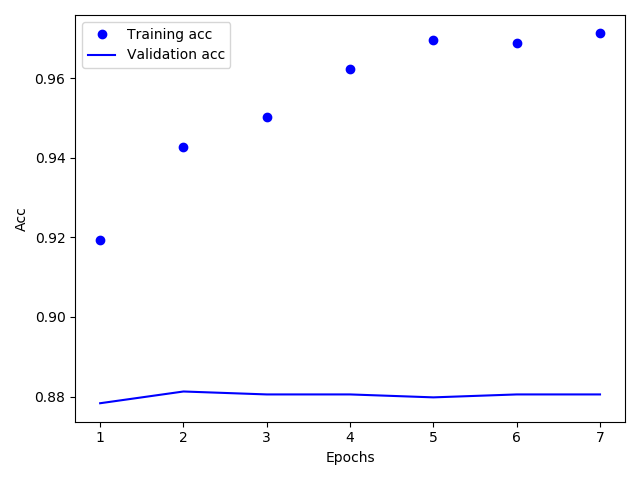 Training acc
Validation acc
0.96
0.94
0.92
0.90
0.88
Acc
1 2 3 4 5 6 7
Epochs